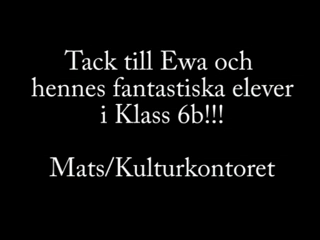 Tack till Ewa och
hennes fantastiska elever
i Klass 6b!!!
Mats/Kulturkontoret